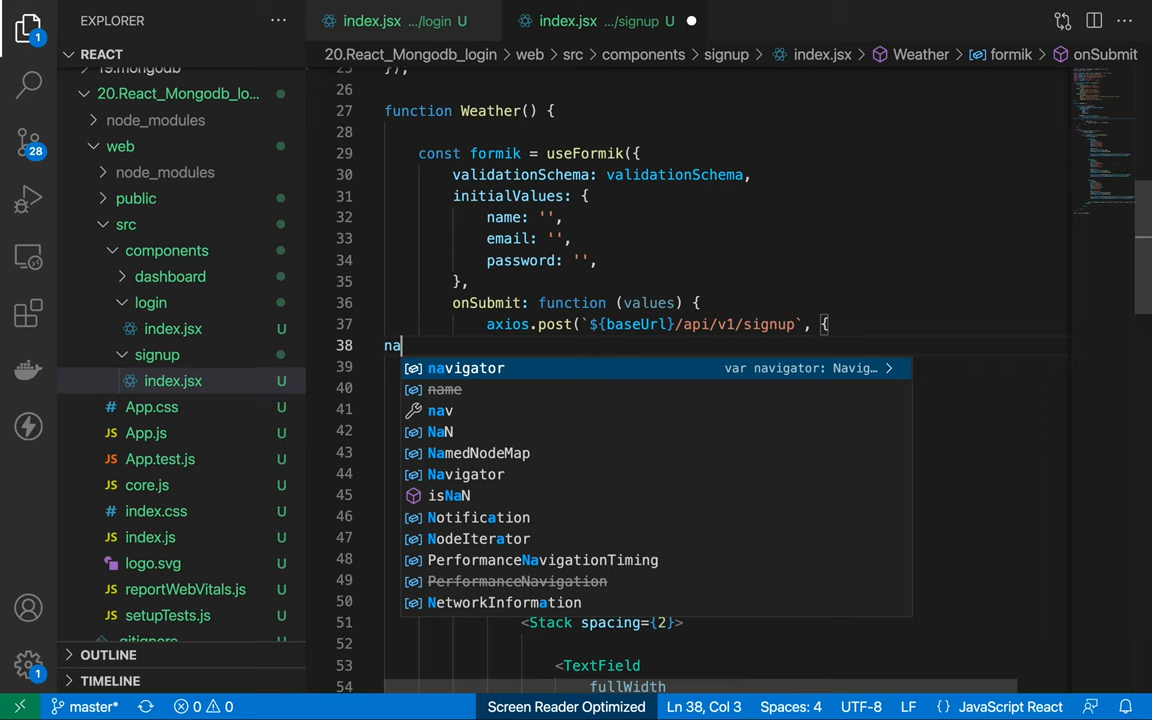 EXPLORER
REACT
19.mongodb
20.React_Mongodb_lo...
node_modules
web
node_modules
public
src
components
dashboard
login
index.jsx
signup
index.jsx U
App.css U
App.js U
App.test.js U
core.js U
index.css U
index.js U
logo.svg U
reportWebVitals.js U
setupTests.js U
.gitignore
OUTLINE
TIMELINE
1
28
1
index.jsx .../login U
index.jsx .../signup U
20.React_Mongodb_login > web > src > components > signup > index.jsx > Weather > formik > onSubmit
25 });
26
27 function Weather() {
28
29 const formik = useFormik({
30 validationSchema: validationSchema,
31 initialValues: {
32 name: '',
33 email: '',
34 password: '',
35 },
36 onSubmit: function (values) {
37 axios.post(`${baseUrl}/api/v1/signup`, {
38 na
39 navigator var navigator: Navig...
40 name
41 nav
42 NaN
43 NamedNodeMap
44 Navigator
45 isNaN
46 Notification
47 NodeIterator
48 PerformanceNavigationTiming
49 PerformanceNavigation
50 NetworkInformation
51 <Stack spacing={2}>
52
53 <TextField
54 fullWidth
master* 0 0 Screen Reader Optimized Ln 38, Col 3 Spaces: 4 UTF-8 LF {} JavaScript React